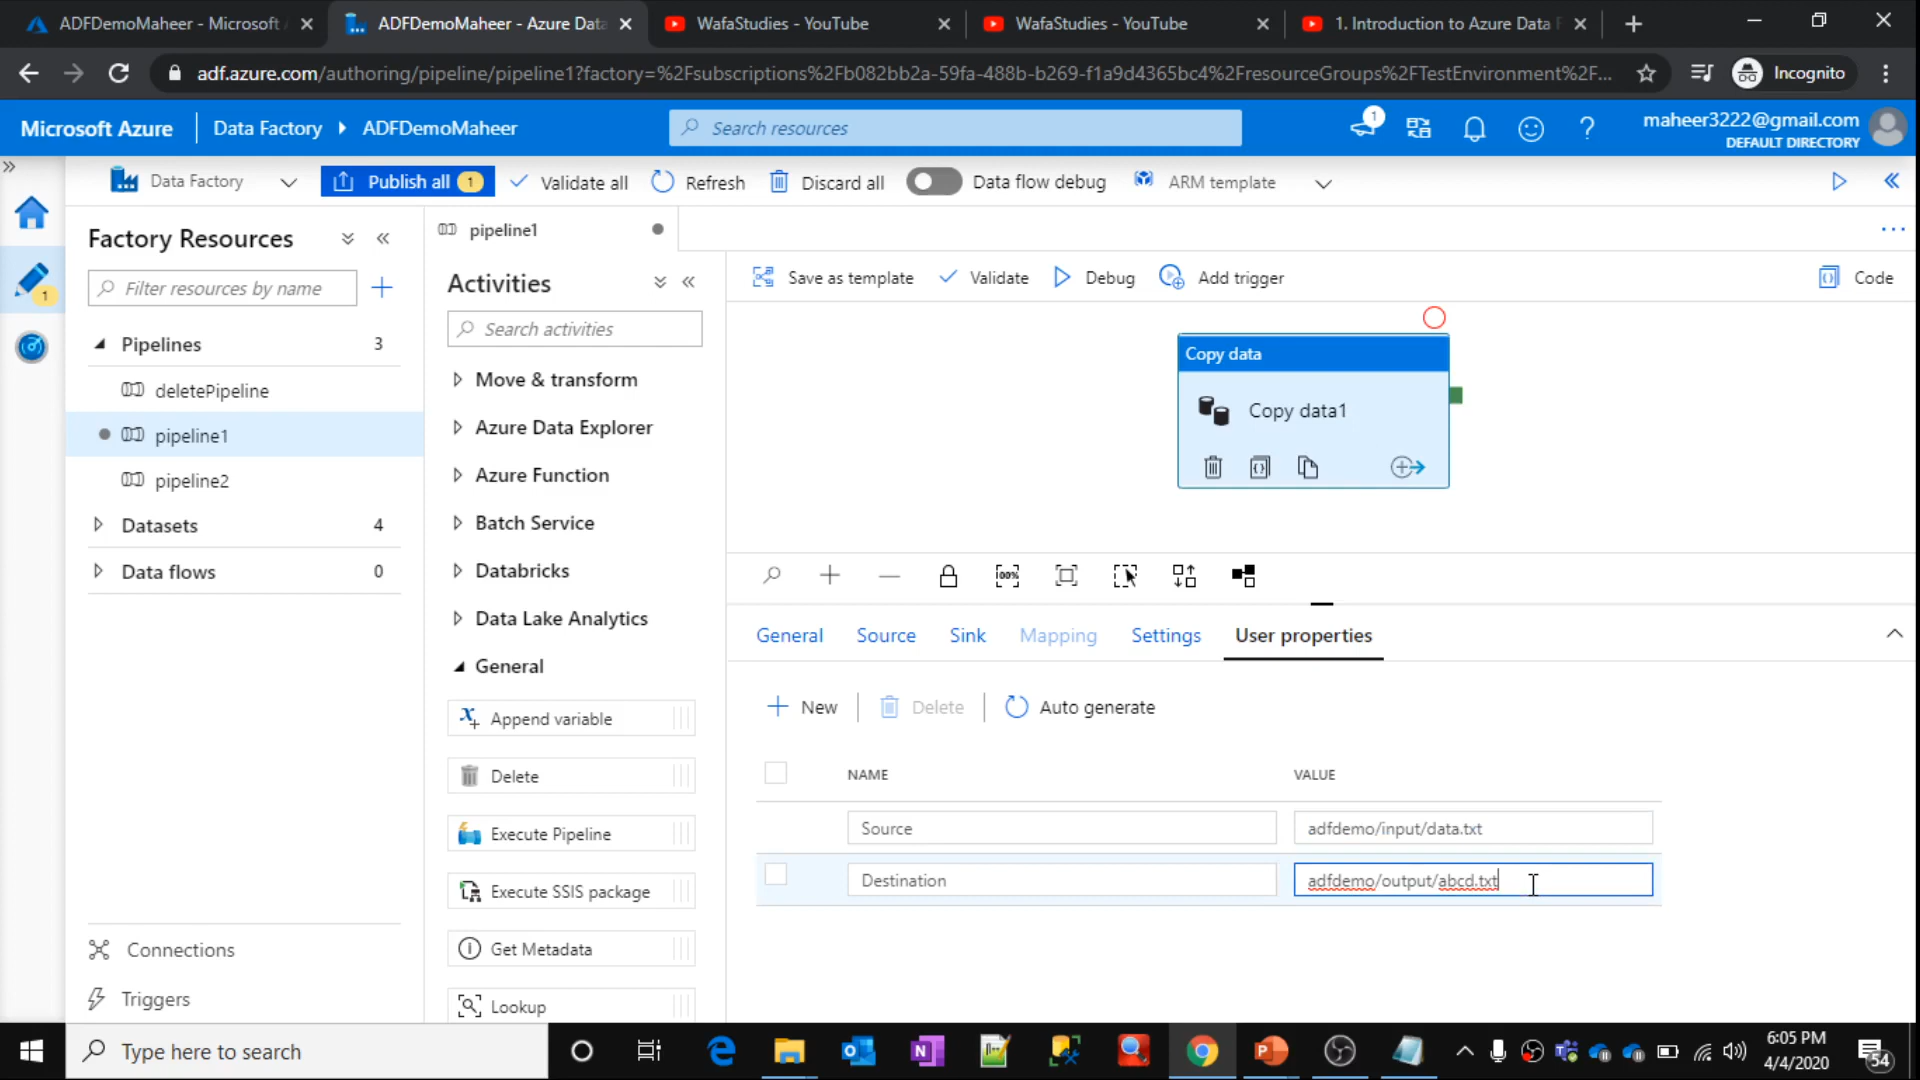 ADFDemoMaheer - Microsoft
ADFDemoMaheer - Azure Data
WafaStudies - YouTube
WafaStudies - YouTube
1. Introduction to Azure Data F
adf.azure.com/authoring/pipeline/pipeline1?factory=%2Fsubscriptions%2Fb082bb2a-59fa-488b-b269-f1a9d4365bc4%2FresourceGroups%2FTestEnvironment%2F...
Incognito
Microsoft Azure
Data Factory
ADFDemoMaheer
Search resources
1
maheer3222@gmail.com
DEFAULT DIRECTORY
Data Factory
Publish all 1
Validate all
Refresh
Discard all
Data flow debug
ARM template
Factory Resources
Filter resources by name
1
Pipelines 3
deletePipeline
pipeline1
pipeline2
Datasets 4
Data flows 0
Connections
Triggers
pipeline1
Activities
Search activities
Move & transform
Azure Data Explorer
Azure Function
Batch Service
Databricks
Data Lake Analytics
General
Append variable
Delete
Execute Pipeline
Execute SSIS package
Get Metadata
Lookup
Save as template
Validate
Debug
Add trigger
Code
Copy data
Copy data1
100%
General
Source
Sink
Mapping
Settings
User properties
New
Delete
Auto generate
NAME
VALUE
Source
adfdemo/input/data.txt
Destination
adfdemo/output/abcd.txt
Type here to search
6:05 PM
4/4/2020
54